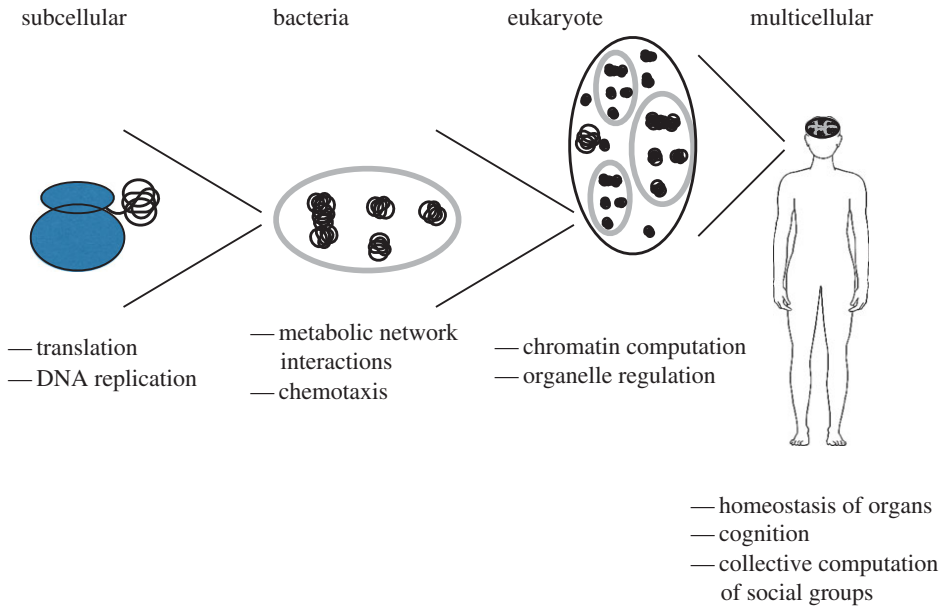 subcellular
bacteria
eukaryote
multicellular
— translation
— DNA replication
— metabolic network
interactions
— chemotaxis
— chromatin computation
— organelle regulation
— homeostasis of organs
— cognition
— collective computation
of social groups